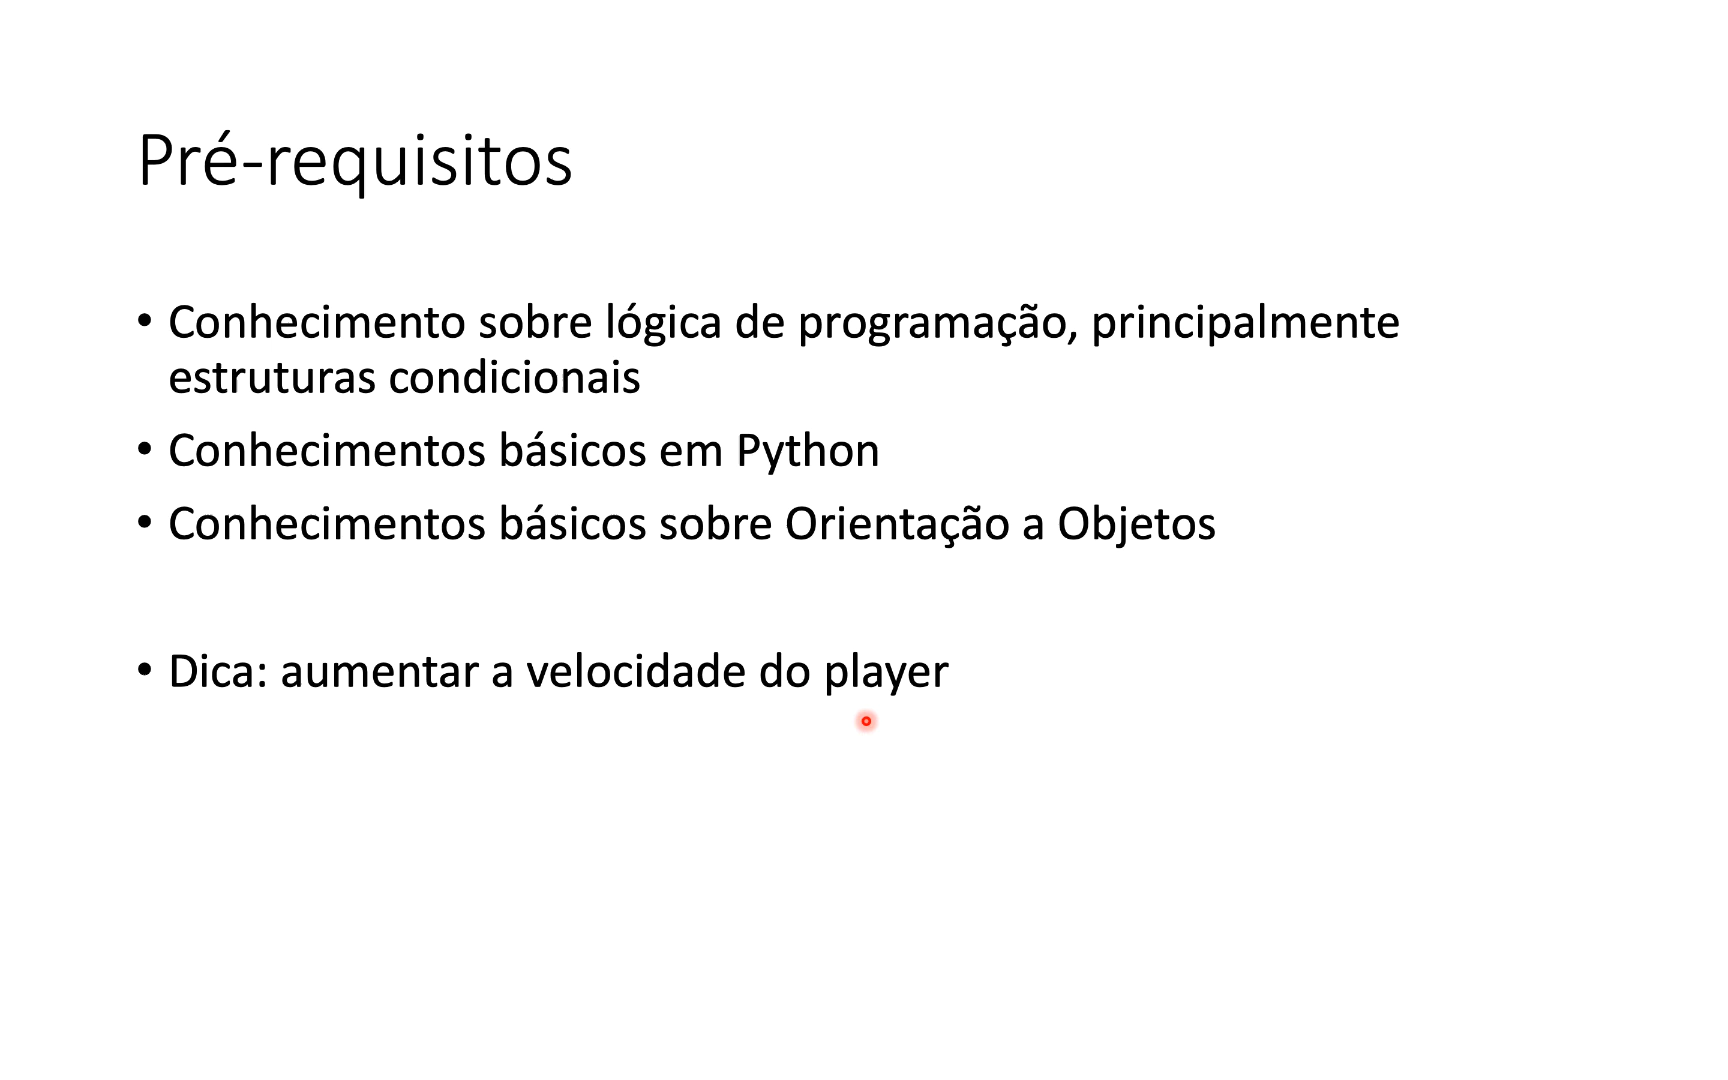 Pré-requisitos
• Conhecimento sobre lógica de programação, principalmente
estruturas condicionais
• Conhecimentos básicos em Python
• Conhecimentos básicos sobre Orientação a Objetos
• Dica: aumentar a velocidade do player